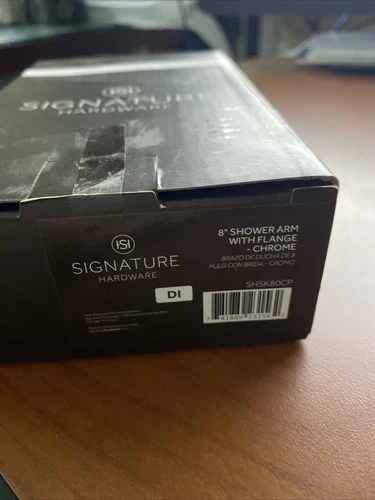 SIGNATURE
HARDWARE
SIGNATURE
HARDWARE
8" SHOWER ARM
WITH FLANGE
- CHROME
BRAZO DE DUCHA DE 8
PULG CON BRIDA - CROMO
DI
SHSK80CP